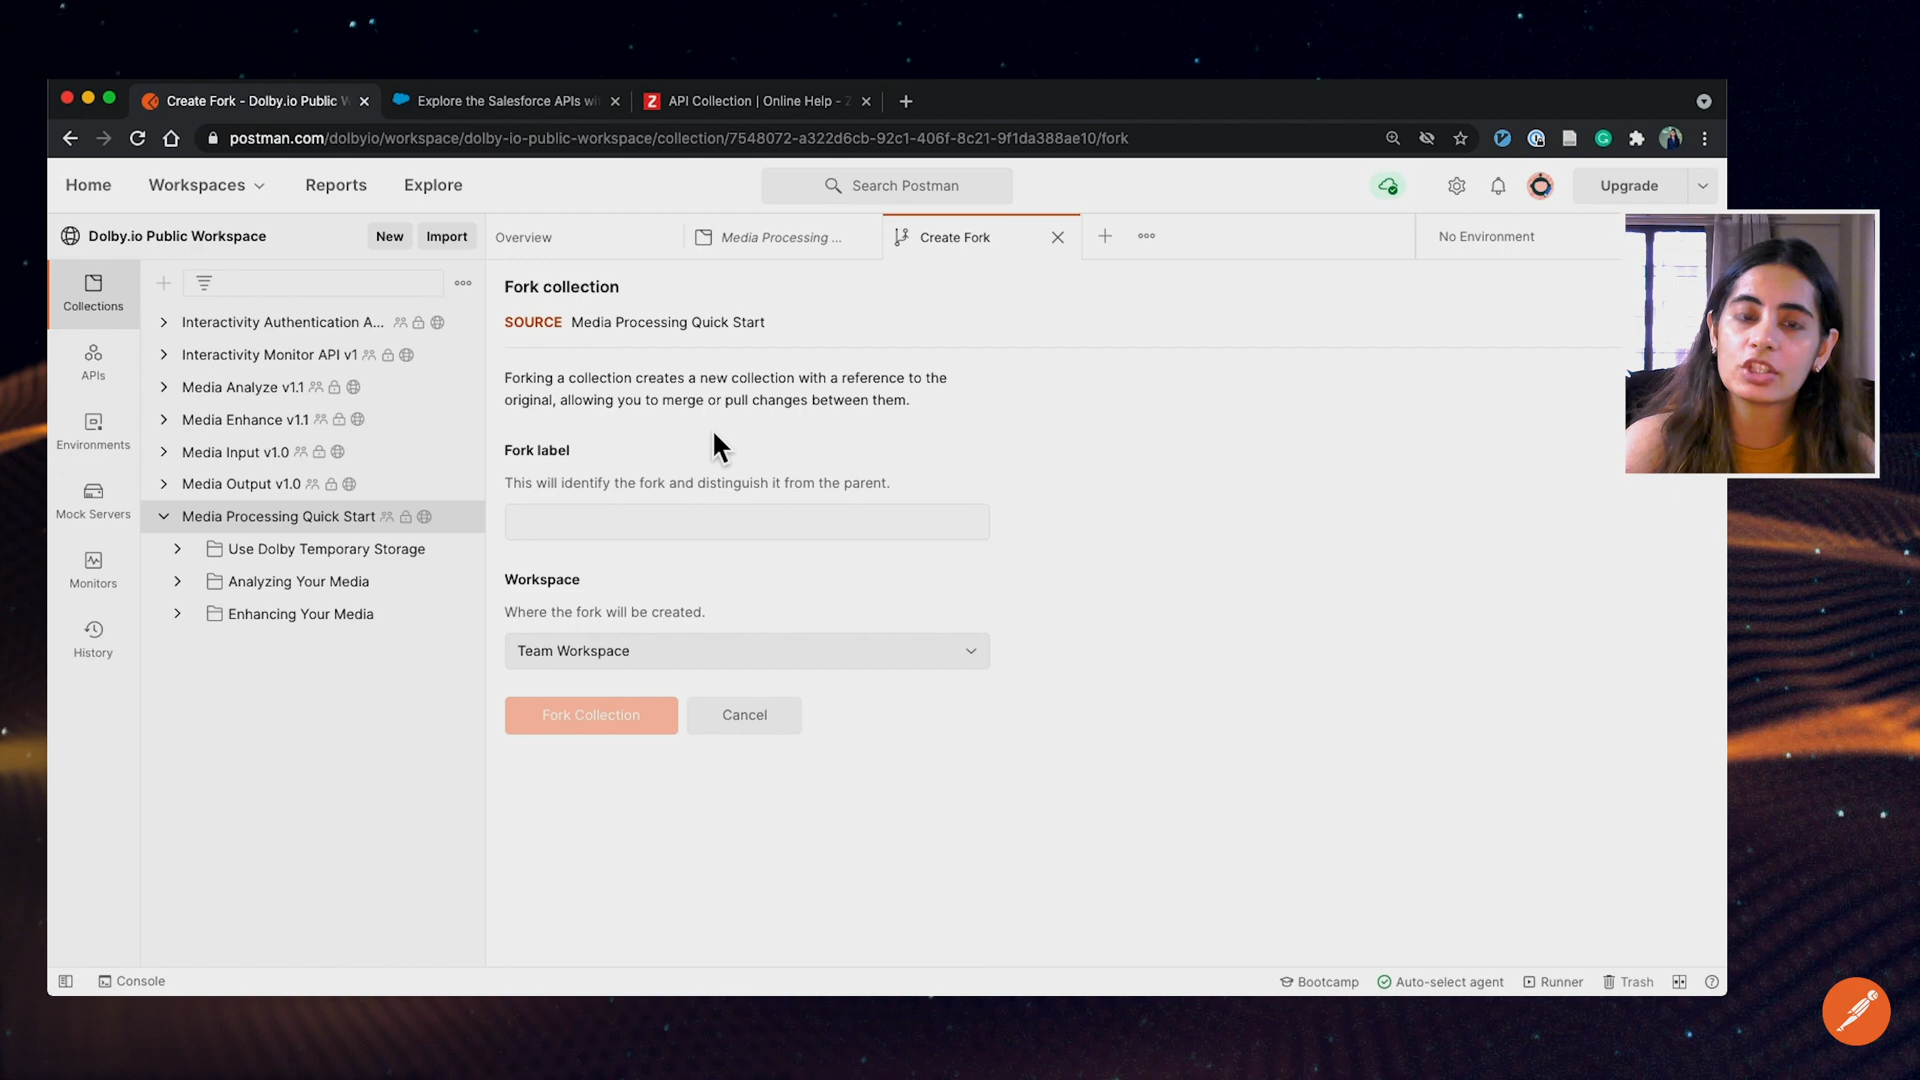 Create Fork - Dolby.io Public W
Explore the Salesforce APIs wi
Z
API Collection | Online Help - Z
postman.com/dolbyio/workspace/dolby-io-public-workspace/collection/7548072-a322d6cb-92c1-406f-8c21-9f1da388ae10/fork
Home
Workspaces
Reports
Explore
Search Postman
Upgrade
Dolby.io Public Workspace
New
Import
Overview
Media Processing ...
Create Fork
No Environment
Collections
APIs
Environments
Mock Servers
Monitors
History
Interactivity Authentication A...
Interactivity Monitor API v1
Media Analyze v1.1
Media Enhance v1.1
Media Input v1.0
Media Output v1.0
Media Processing Quick Start
Use Dolby Temporary Storage
Analyzing Your Media
Enhancing Your Media
Fork collection
SOURCE Media Processing Quick Start
Forking a collection creates a new collection with a reference to the
original, allowing you to merge or pull changes between them.
Fork label
This will identify the fork and distinguish it from the parent.
Workspace
Where the fork will be created.
Team Workspace
Fork Collection
Cancel
Console
Bootcamp
Auto-select agent
Runner
Trash